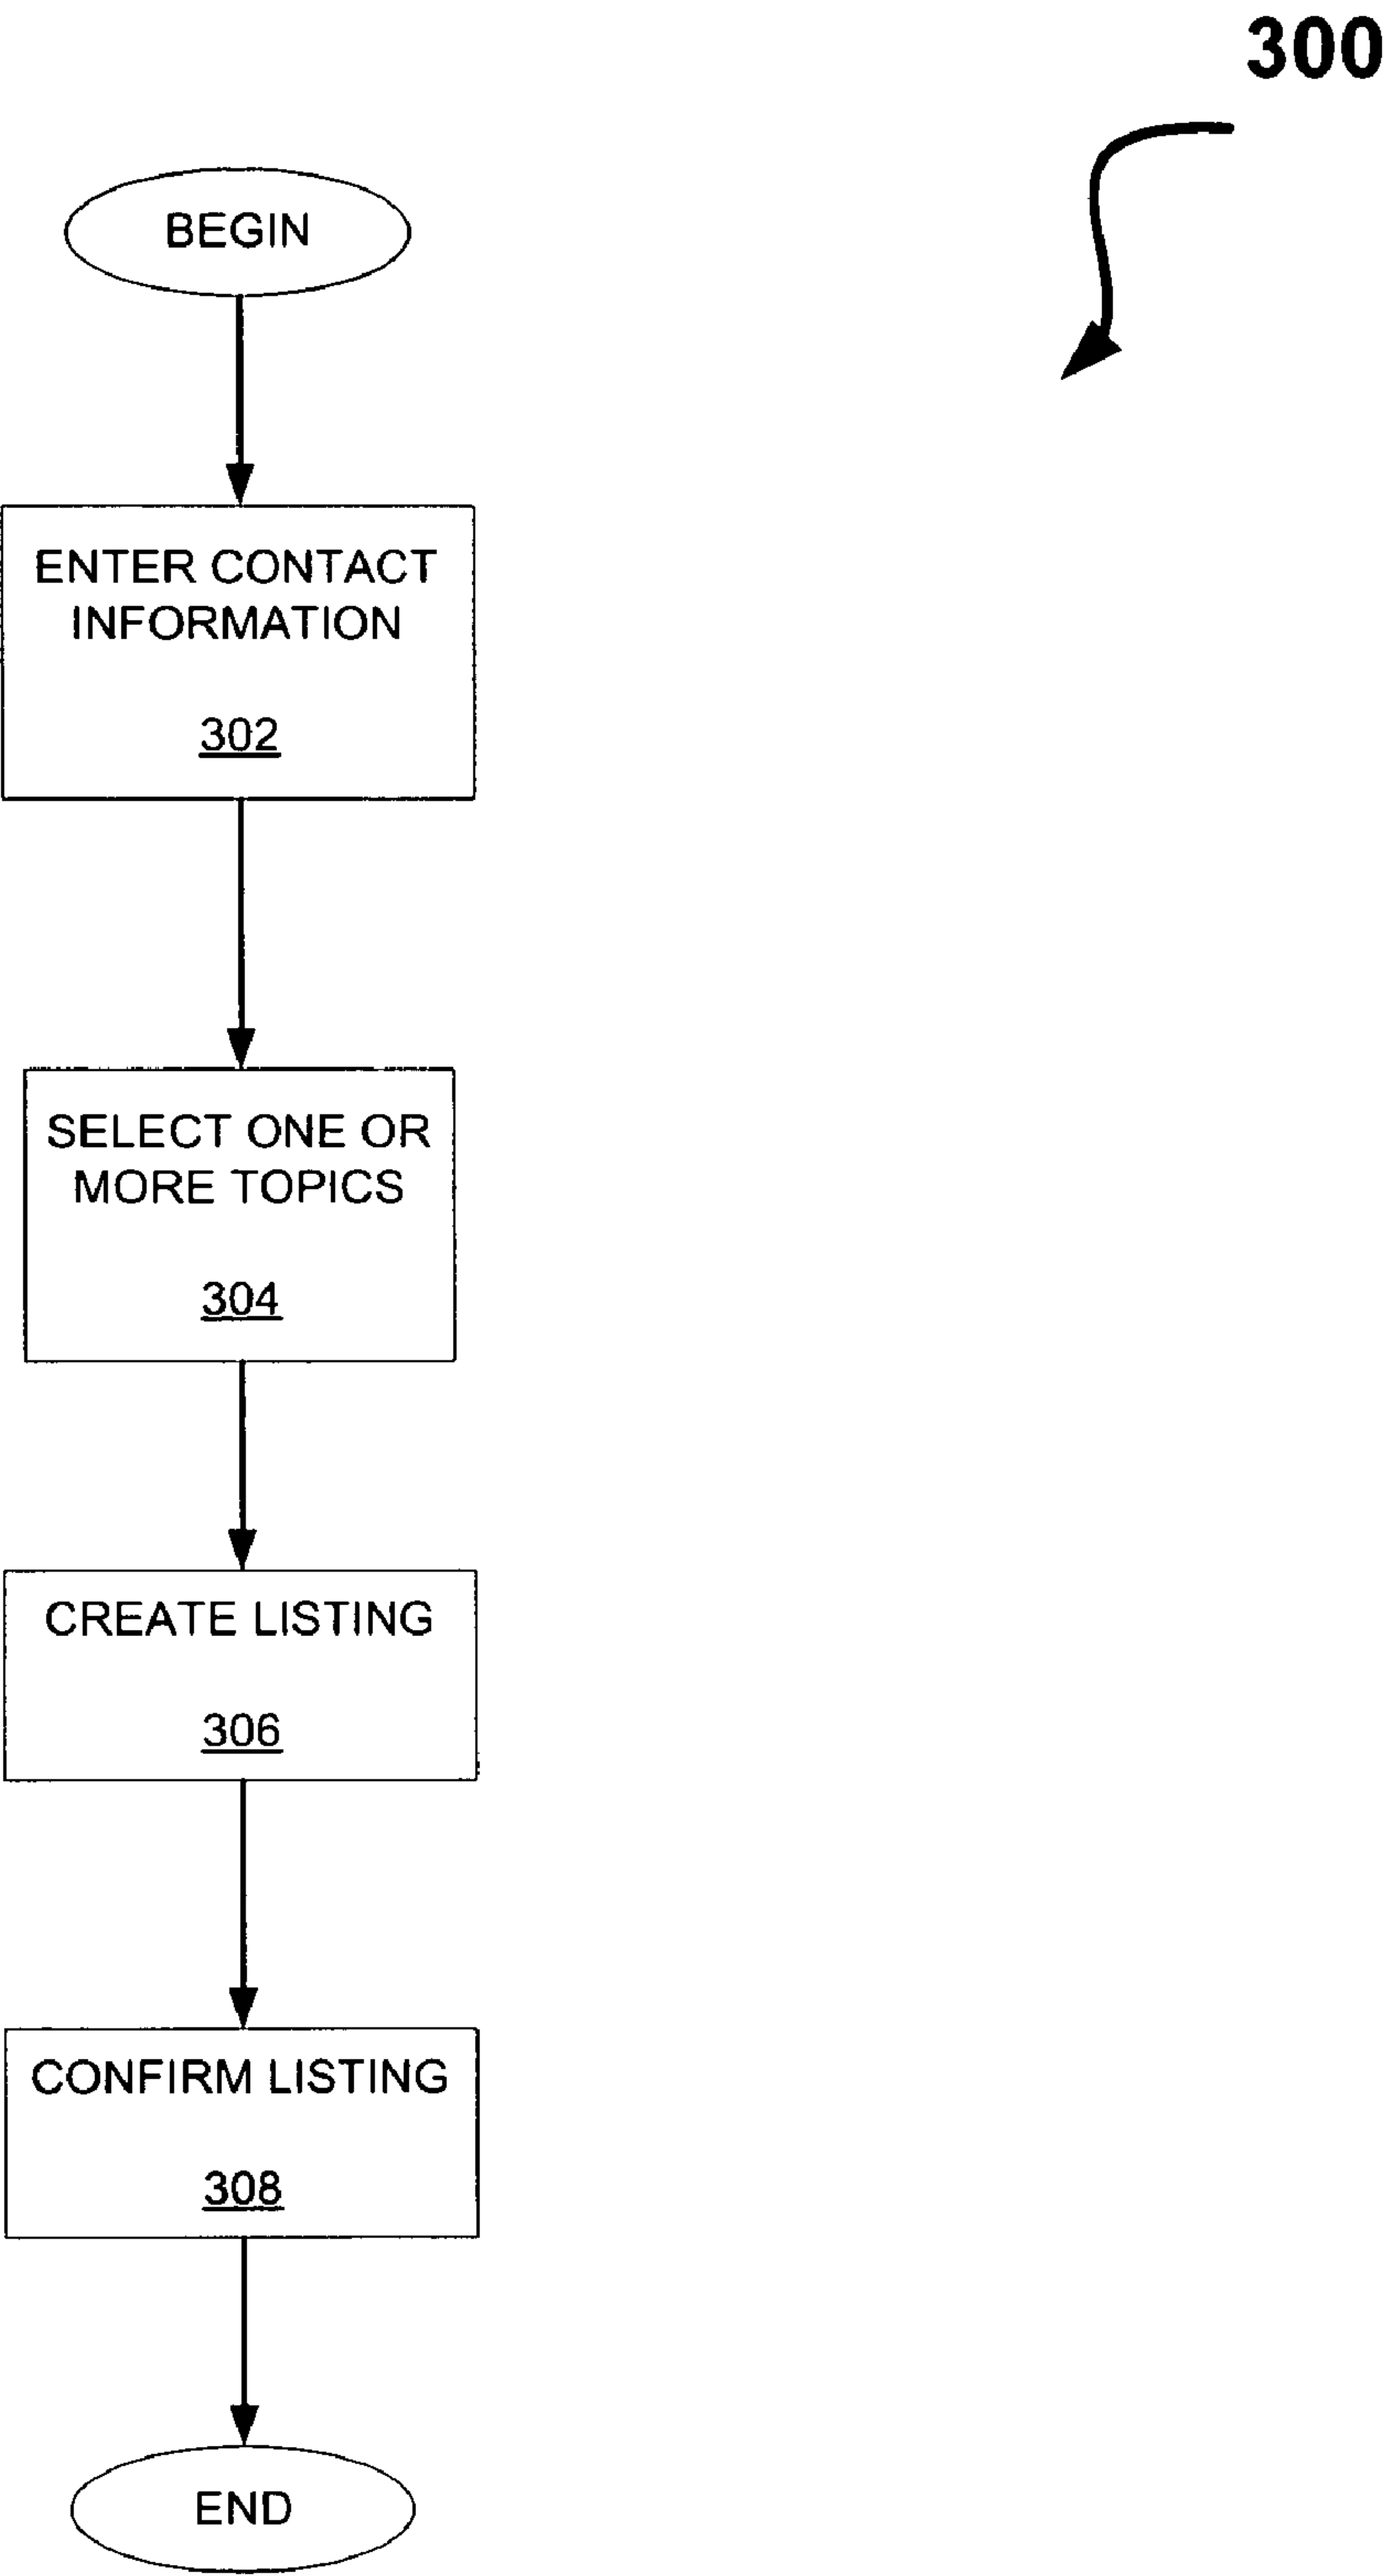 300
BEGIN
ENTER CONTACT
INFORMATION
302
SELECT ONE OR
MORE TOPICS
304
CREATE LISTING
306
CONFIRM LISTING
308
END